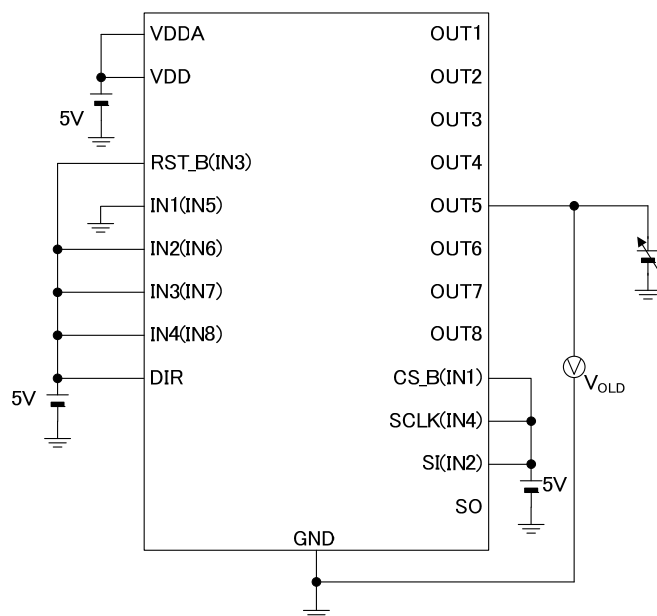 VDDA
OUT1
VDD
OUT2
5V
OUT3
RST_B(IN3)
OUT4
IN1(IN5)
OUT5
IN2(IN6)
OUT6
IN3(IN7)
OUT7
IN4(IN8)
OUT8
DIR
CS_B(IN1)
5V
V
VOLD
SCLK(IN4)
SI(IN2)
5V
SO
GND